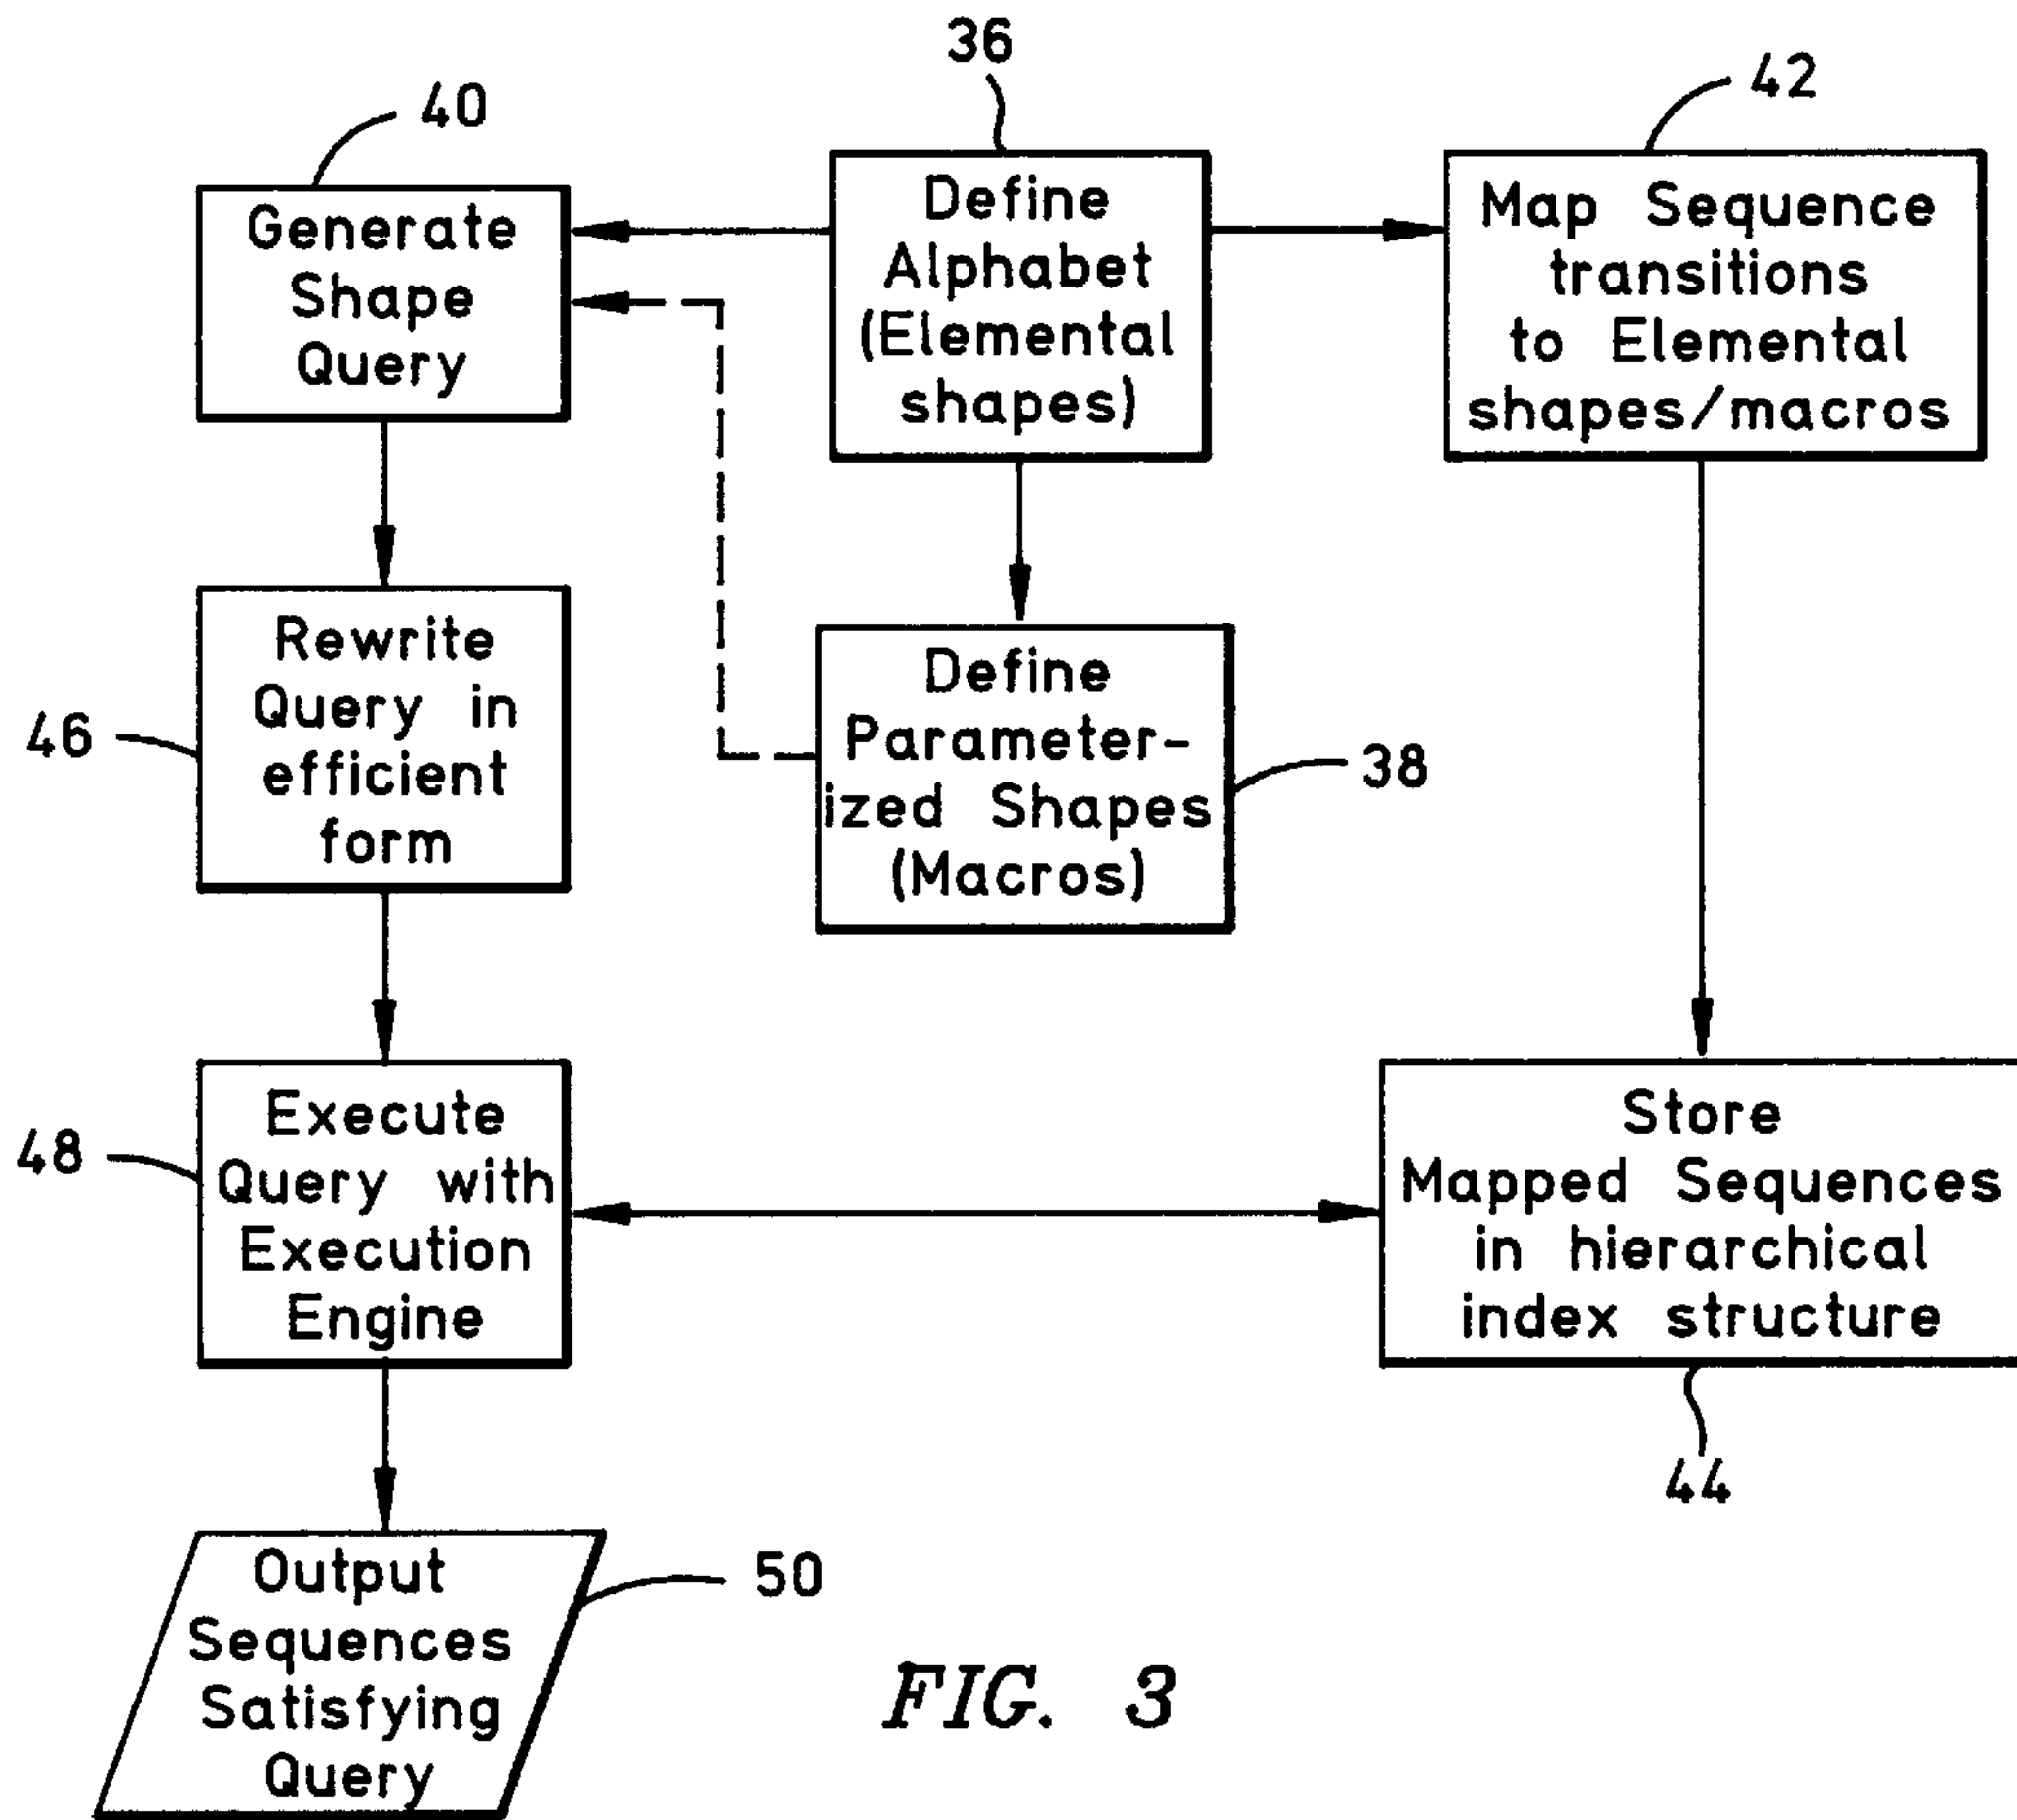 36
40
42
Generate
Shape
Query
Define
Alphabet
(Elemental
shapes)
Map Sequence
transitions
to Elemental
shapes/macros
Rewrite
Query in
efficient
form
46
Define
Parameter-
ized Shapes
(Macros)
38
Execute
Query with
Execution
Engine
48
Store
Mapped Sequences
in hierarchical
index structure
44
Output
Sequences
Satisfying
Query
50
FIG. 3